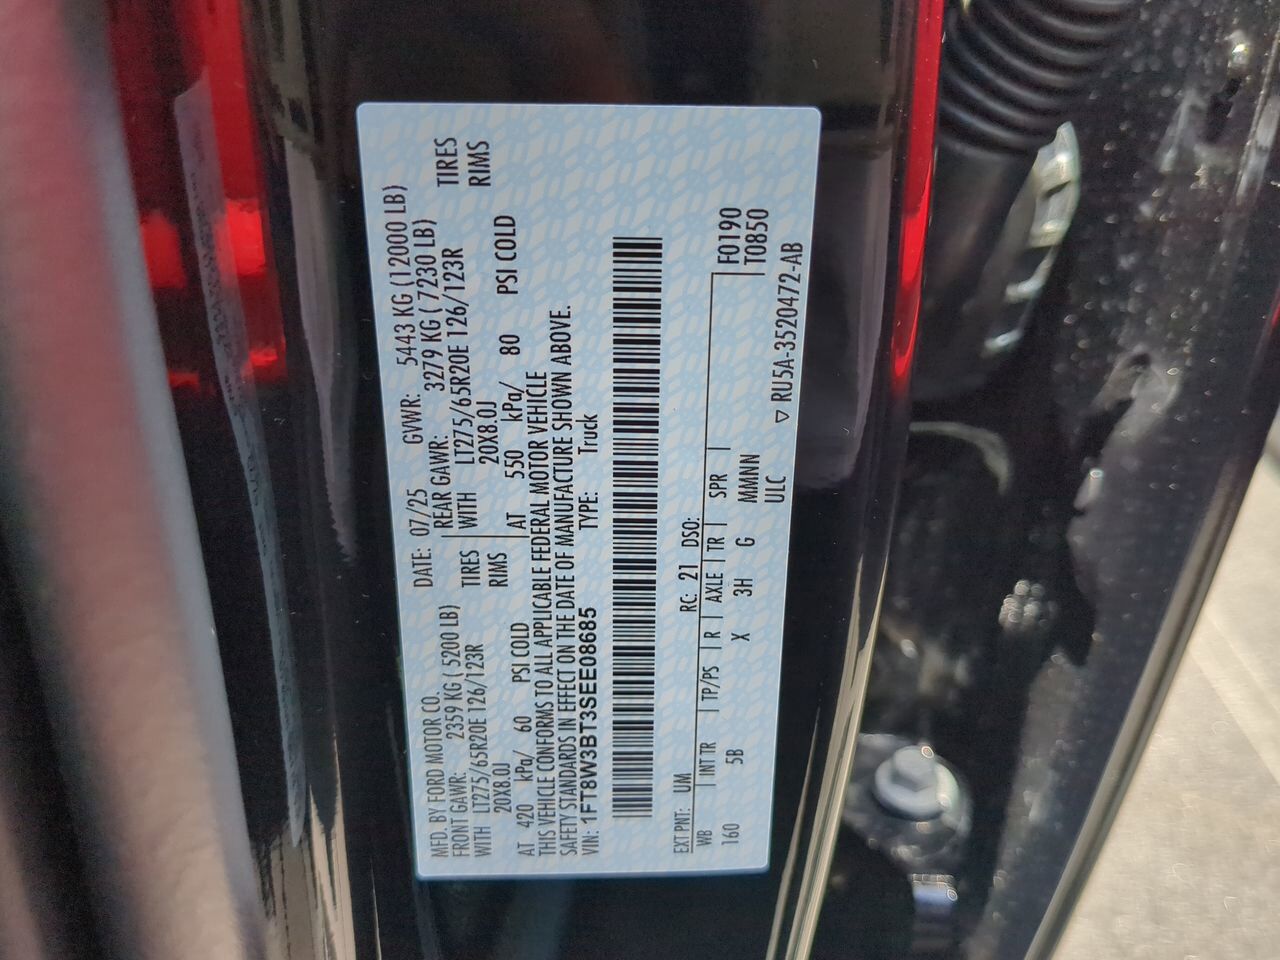 MFD. BY FORD MOTOR CO.
DATE: 07/25 GVWR: 5443 KG (12000 LB)
FRONT GAWR: 2359 KG ( 5200 LB)
REAR GAWR: 3279 KG ( 7230 LB)
WITH LT275/65R20E 126/123R TIRES
WITH LT275/65R20E 126/123R TIRES
20X8.0J RIMS
20X8.0J RIMS
AT 420 kPa/ 60 PSI COLD
AT 550 kPa/ 80 PSI COLD
THIS VEHICLE CONFORMS TO ALL APPLICABLE FEDERAL MOTOR VEHICLE
SAFETY STANDARDS IN EFFECT ON THE DATE OF MANUFACTURE SHOWN ABOVE.
VIN: 1FT8W3BT3SEE08685 TYPE: Truck
EXT PNT: UM RC: 21 DSO: F0190
WB INT TR TP/PS R AXLE TR SPR T0850
160 5B X 3H G MMNN
ULC
▽ RU5A-3520472-AB